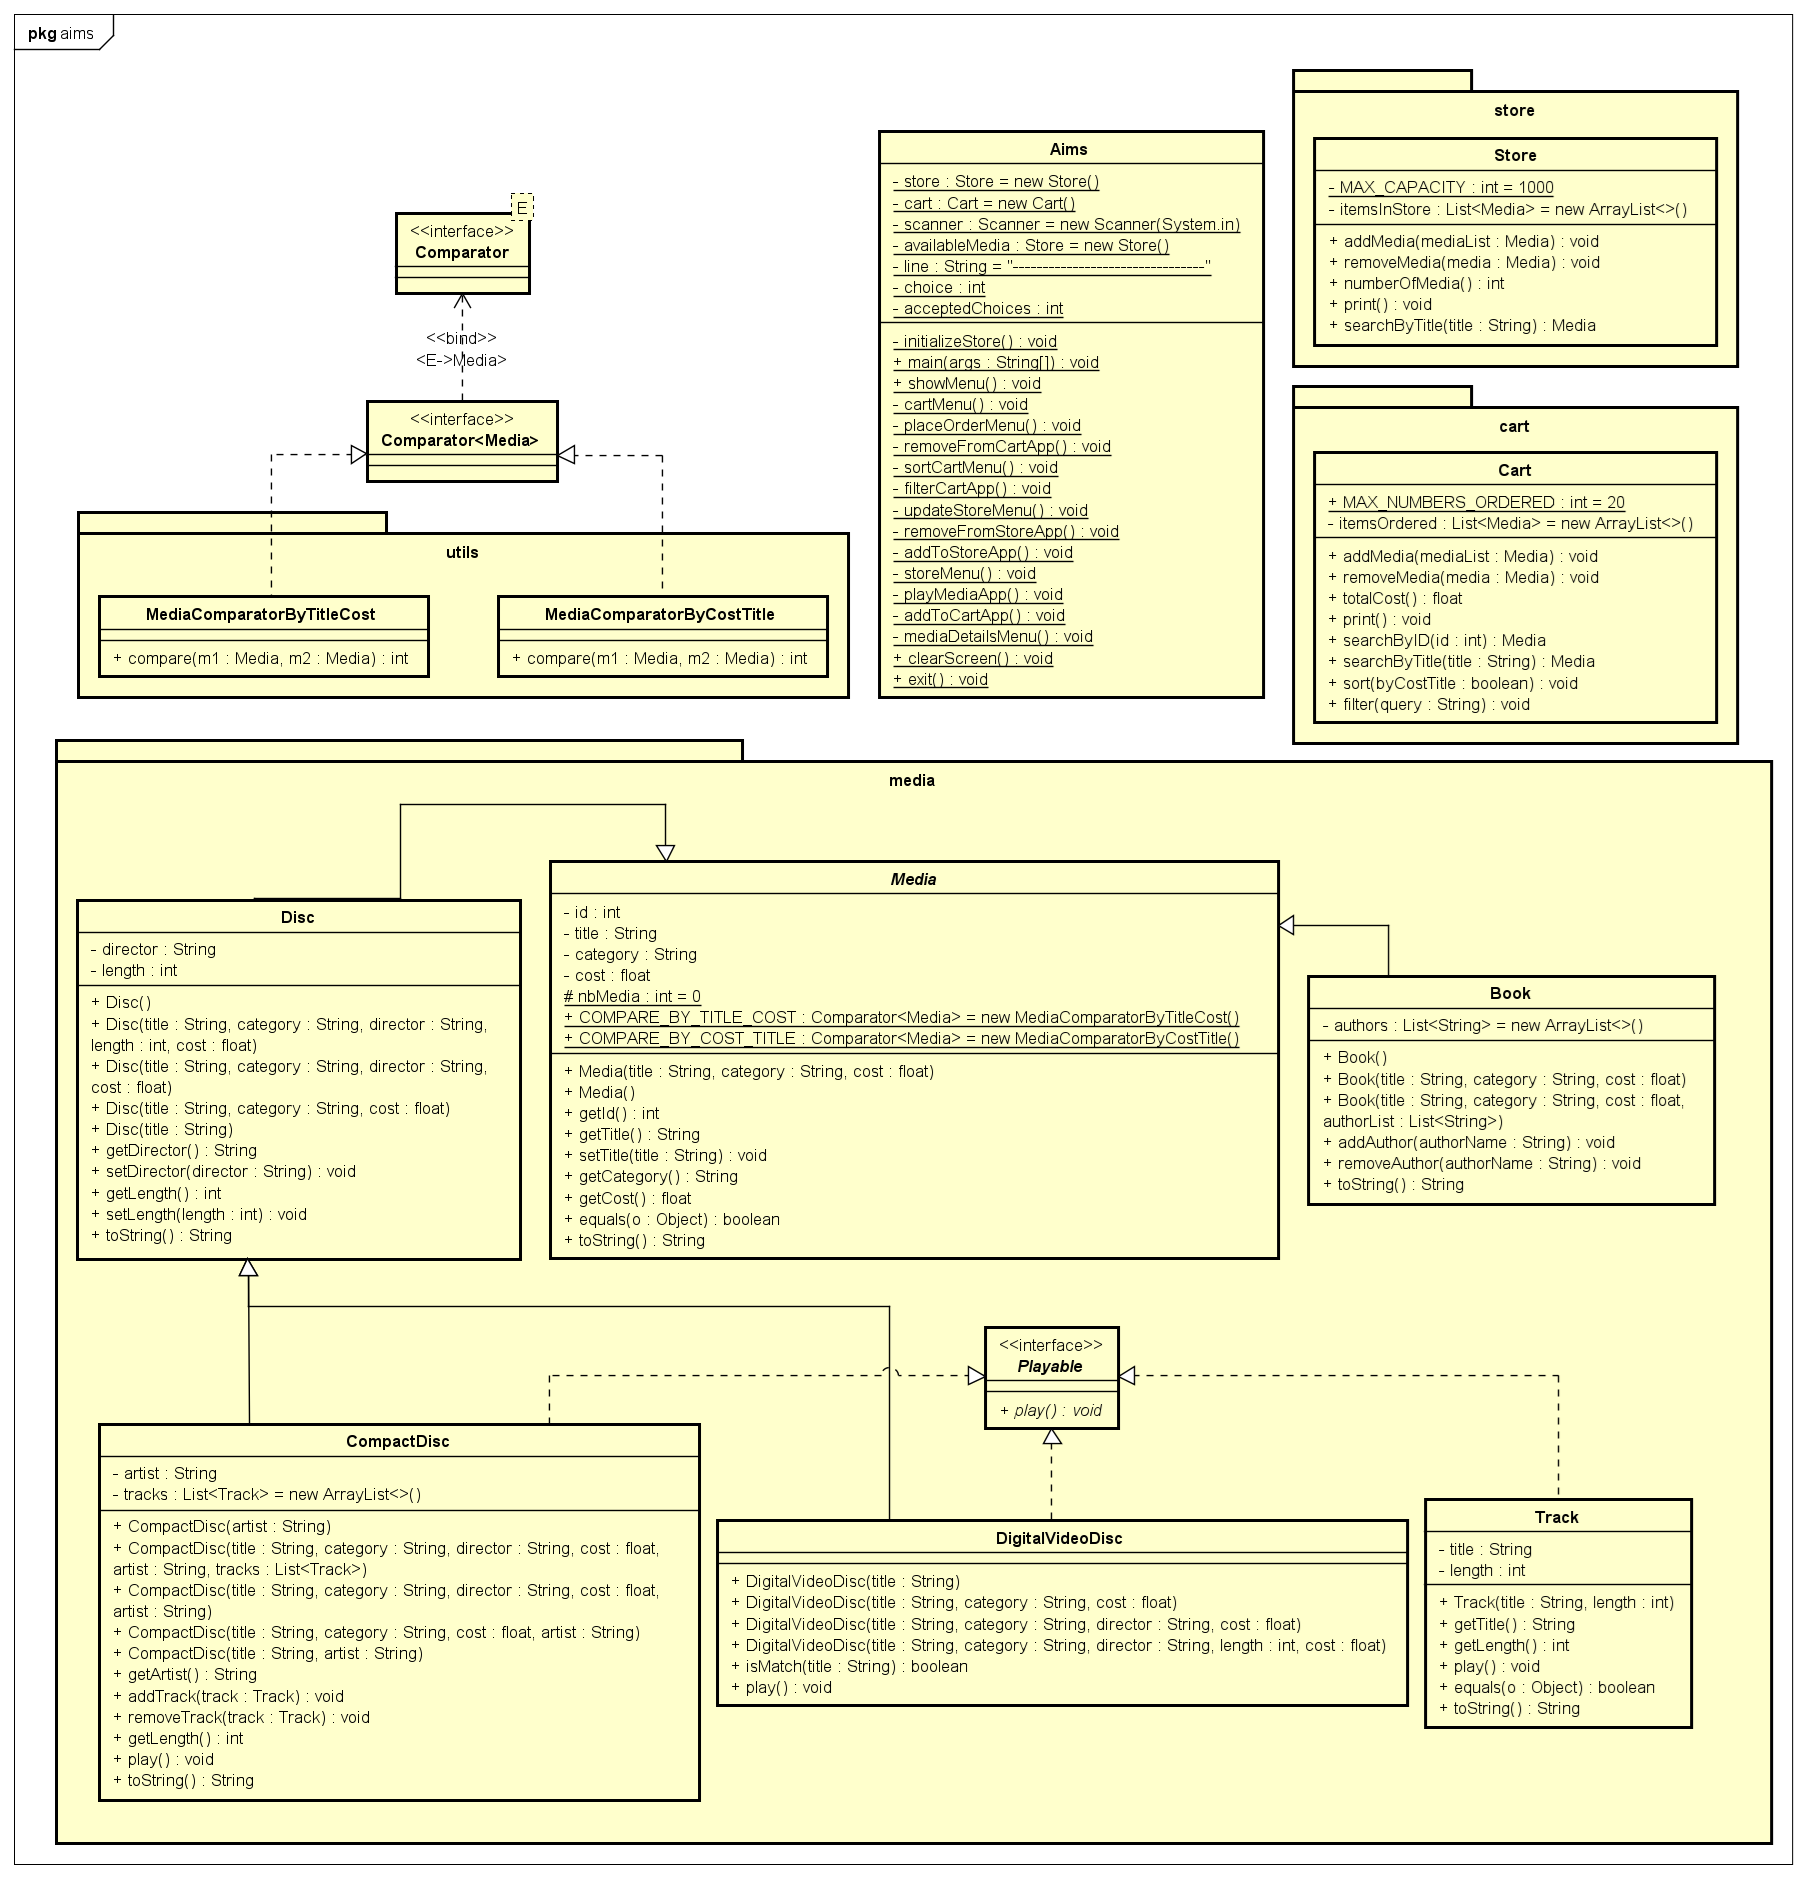 pkg aims
E
<<interface>>
Comparator
<<bind>>
<E->Media>
<<interface>>
Comparator<Media>
utils
MediaComparatorByTitleCost
+ compare(m1 : Media, m2 : Media) : int
MediaComparatorByCostTitle
+ compare(m1 : Media, m2 : Media) : int
Aims
- store : Store = new Store()
- cart : Cart = new Cart()
- scanner : Scanner = new Scanner(System.in)
- availableMedia : Store = new Store()
- line : String = "--------------------------------"
- choice : int
- acceptedChoices : int
- initializeStore() : void
+ main(args : String[]) : void
+ showMenu() : void
- cartMenu() : void
- placeOrderMenu() : void
- removeFromCartApp() : void
- sortCartMenu() : void
- filterCartApp() : void
- updateStoreMenu() : void
- removeFromStoreApp() : void
- addToStoreApp() : void
- storeMenu() : void
- playMediaApp() : void
- addToCartApp() : void
- mediaDetailsMenu() : void
+ clearScreen() : void
+ exit() : void
store
Store
- MAX_CAPACITY : int = 1000
- itemsInStore : List<Media> = new ArrayList<>()
+ addMedia(mediaList : Media) : void
+ removeMedia(media : Media) : void
+ numberOfMedia() : int
+ print() : void
+ searchByTitle(title : String) : Media
cart
Cart
+ MAX_NUMBERS_ORDERED : int = 20
- itemsOrdered : List<Media> = new ArrayList<>()
+ addMedia(mediaList : Media) : void
+ removeMedia(media : Media) : void
+ totalCost() : float
+ print() : void
+ searchByID(id : int) : Media
+ searchByTitle(title : String) : Media
+ sort(byCostTitle : boolean) : void
+ filter(query : String) : void
media
Disc
- director : String
- length : int
+ Disc()
+ Disc(title : String, category : String, director : String,
length : int, cost : float)
+ Disc(title : String, category : String, director : String,
cost : float)
+ Disc(title : String, category : String, cost : float)
+ Disc(title : String)
+ getDirector() : String
+ setDirector(director : String) : void
+ getLength() : int
+ setLength(length : int) : void
+ toString() : String
Media
- id : int
- title : String
- category : String
- cost : float
# nbMedia : int = 0
+ COMPARE_BY_TITLE_COST : Comparator<Media> = new MediaComparatorByTitleCost()
+ COMPARE_BY_COST_TITLE : Comparator<Media> = new MediaComparatorByCostTitle()
+ Media(title : String, category : String, cost : float)
+ Media()
+ getId() : int
+ getTitle() : String
+ setTitle(title : String) : void
+ getCategory() : String
+ getCost() : float
+ equals(o : Object) : boolean
+ toString() : String
Book
- authors : List<String> = new ArrayList<>()
+ Book()
+ Book(title : String, category : String, cost : float)
+ Book(title : String, category : String, cost : float,
authorList : List<String>)
+ addAuthor(authorName : String) : void
+ removeAuthor(authorName : String) : void
+ toString() : String
<<interface>>
Playable
+ play() : void
CompactDisc
- artist : String
- tracks : List<Track> = new ArrayList<>()
+ CompactDisc(artist : String)
+ CompactDisc(title : String, category : String, director : String, cost : float,
artist : String, tracks : List<Track>)
+ CompactDisc(title : String, category : String, director : String, cost : float,
artist : String)
+ CompactDisc(title : String, category : String, cost : float, artist : String)
+ CompactDisc(title : String, artist : String)
+ getArtist() : String
+ addTrack(track : Track) : void
+ removeTrack(track : Track) : void
+ getLength() : int
+ play() : void
+ toString() : String
DigitalVideoDisc
+ DigitalVideoDisc(title : String)
+ DigitalVideoDisc(title : String, category : String, cost : float)
+ DigitalVideoDisc(title : String, category : String, director : String, cost : float)
+ DigitalVideoDisc(title : String, category : String, director : String, length : int, cost : float)
+ isMatch(title : String) : boolean
+ play() : void
Track
- title : String
- length : int
+ Track(title : String, length : int)
+ getTitle() : String
+ getLength() : int
+ play() : void
+ equals(o : Object) : boolean
+ toString() : String